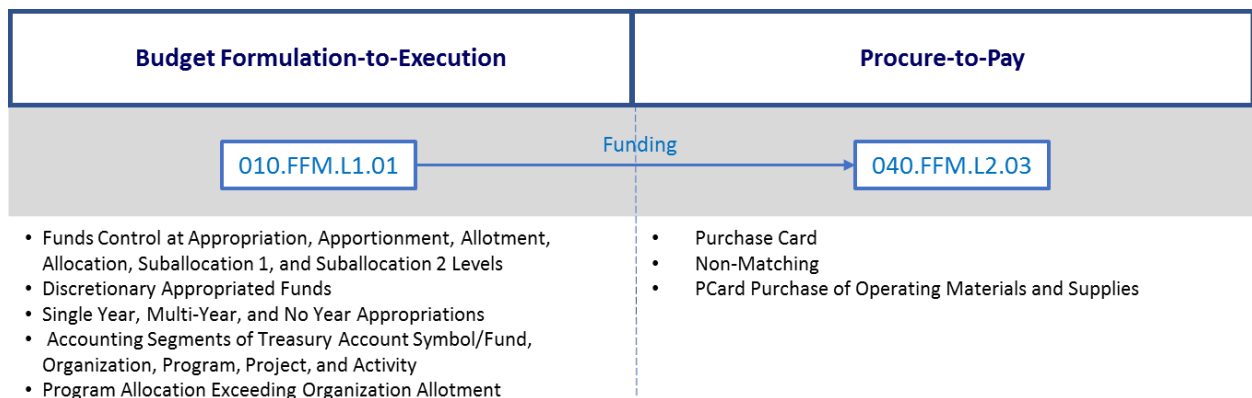 Budget Formulation-to-Execution
Procure-to-Pay
Funding
010.FFM.L1.01
040.FFM.L2.03
• Funds Control at Appropriation, Apportionment, Allotment,
Allocation, Suballocation 1, and Suballocation 2 Levels
• Discretionary Appropriated Funds
• Single Year, Multi-Year, and No Year Appropriations
• Accounting Segments of Treasury Account Symbol/Fund,
Organization, Program, Project, and Activity
• Program Allocation Exceeding Organization Allotment
• Purchase Card
• Non-Matching
• PCard Purchase of Operating Materials and Supplies